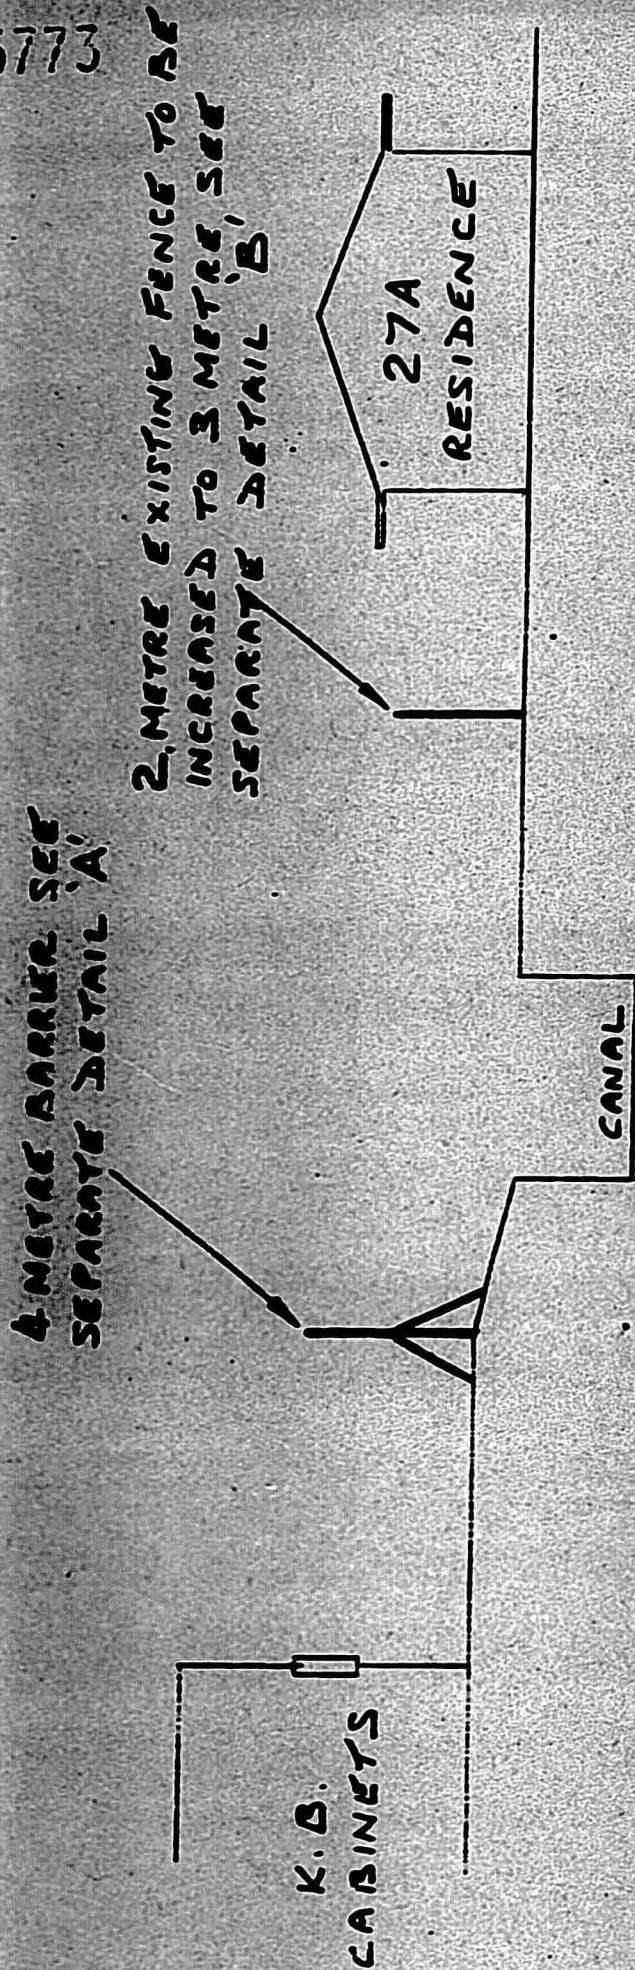 5773
4 METRE BARRIER SEE
SEPARATE DETAIL 'A'
2. METRE EXISTING FENCE TO BE
INCREASED TO 3 METRE, SEE
SEPARATE DETAIL 'B'
K.B.
CABINETS
CANAL
27A
RESIDENCE